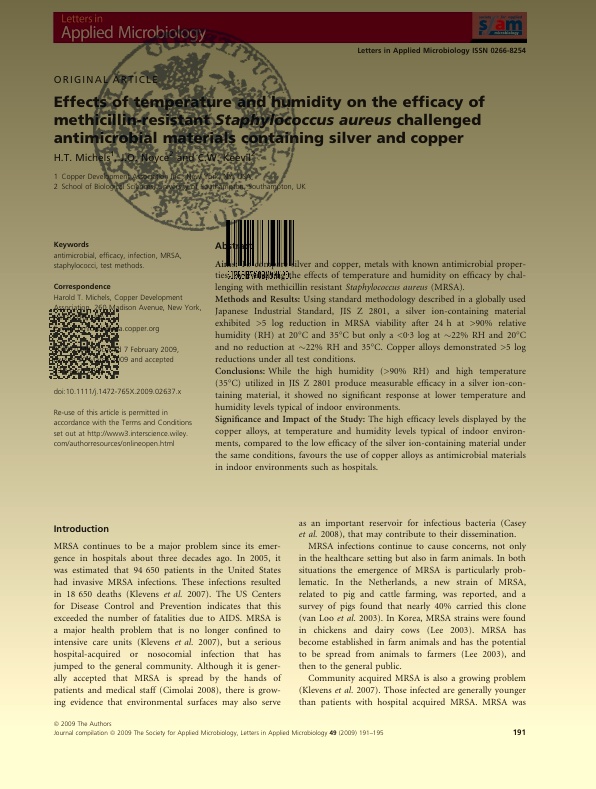 Letters in
Applied Microbiology
Letters in Applied Microbiology ISSN 0266-8254
ORIGINAL ARTICLE
Effects of temperature and humidity on the efficacy of
methicillin-resistant Staphylococcus aureus challenged
antimicrobial materials containing silver and copper
H.T. Michels1, J.O. Noyce2 and C.W. Keevil2
1 Copper Development Association Inc., New York, NY, USA
2 School of Biological Sciences, University of Southampton, Southampton, UK
Keywords
antimicrobial, efficacy, infection, MRSA,
staphylococci, test methods.
Correspondence
Harold T. Michels, Copper Development
Association, 260 Madison Avenue, New York,
copper.org
7 February 2009,
09 and accepted
doi:10.1111/j.1472-765X.2009.02637.x
Re-use of this article is permitted in
accordance with the Terms and Conditions
set out at http://www3.interscience.wiley.
com/authorresources/onlineopen.html
Abstract
Aims: To compare silver and copper, metals with known antimicrobial proper-
ties, the effects of temperature and humidity on efficacy by chal-
lenging with methicillin resistant Staphylococcus aureus (MRSA).
Methods and Results: Using standard methodology described in a globally used
Japanese Industrial Standard, JIS Z 2801, a silver ion-containing material
exhibited >5 log reduction in MRSA viability after 24 h at >90% relative
humidity (RH) at 20°C and 35°C but only a <0·3 log at ~22% RH and 20°C
and no reduction at ~22% RH and 35°C. Copper alloys demonstrated >5 log
reductions under all test conditions.
Conclusions: While the high humidity (>90% RH) and high temperature
(35°C) utilized in JIS Z 2801 produce measurable efficacy in a silver ion-con-
taining material, it showed no significant response at lower temperature and
humidity levels typical of indoor environments.
Significance and Impact of the Study: The high efficacy levels displayed by the
copper alloys, at temperature and humidity levels typical of indoor environ-
ments, compared to the low efficacy of the silver ion-containing material under
the same conditions, favours the use of copper alloys as antimicrobial materials
in indoor environments such as hospitals.
Introduction
MRSA continues to be a major problem since its emer-
gence in hospitals about three decades ago. In 2005, it
was estimated that 94 650 patients in the United States
had invasive MRSA infections. These infections resulted
in 18 650 deaths (Klevens et al. 2007). The US Centers
for Disease Control and Prevention indicates that this
exceeded the number of fatalities due to AIDS. MRSA is
a major health problem that is no longer confined to
intensive care units (Klevens et al. 2007), but a serious
hospital-acquired or nosocomial infection that has
jumped to the general community. Although it is gener-
ally accepted that MRSA is spread by the hands of
patients and medical staff (Cimolai 2008), there is grow-
ing evidence that environmental surfaces may also serve
as an important reservoir for infectious bacteria (Casey
et al. 2008), that may contribute to their dissemination.
MRSA infections continue to cause concerns, not only
in the healthcare setting but also in farm animals. In both
situations the emergence of MRSA is particularly prob-
lematic. In the Netherlands, a new strain of MRSA,
related to pig and cattle farming, was reported, and a
survey of pigs found that nearly 40% carried this clone
(van Loo et al. 2003). In Korea, MRSA strains were found
in chickens and dairy cows (Lee 2003). MRSA has
become established in farm animals and has the potential
to be spread from animals to farmers (Lee 2003), and
then to the general public.
Community acquired MRSA is also a growing problem
(Klevens et al. 2007). Those infected are generally younger
than patients with hospital acquired MRSA. MRSA was
© 2009 The Authors
Journal compilation © 2009 The Society for Applied Microbiology, Letters in Applied Microbiology 49 (2009) 191–195
191